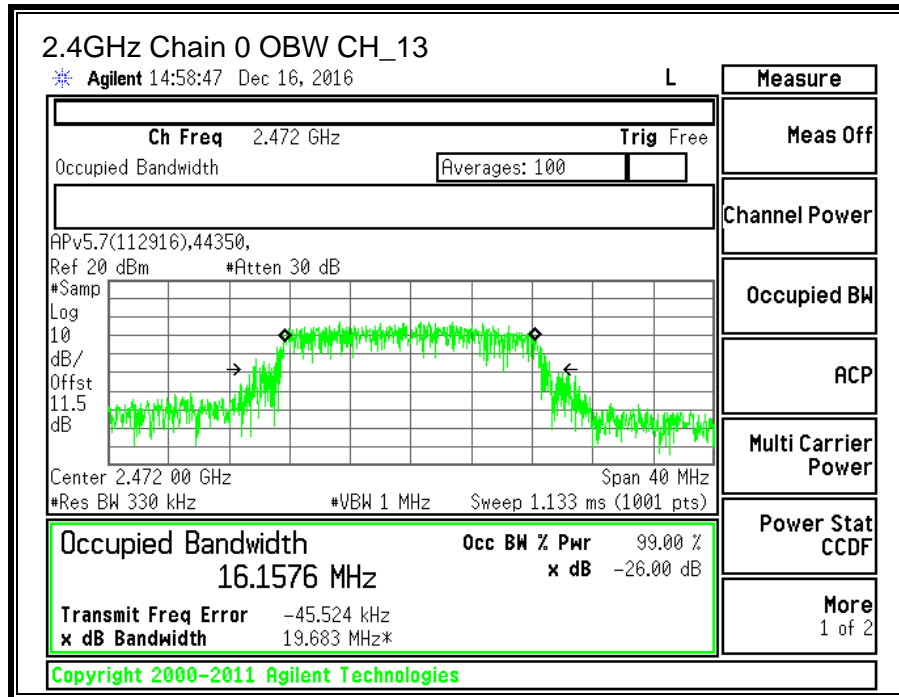 2.4GHz Chain 0 OBW CH_13
Agilent 14:58:47 Dec 16, 2016 L
Measure
Ch Freq 2.472 GHz Trig Free
Meas Off
Occupied Bandwidth Averages: 100
Channel Power
APv5.7(112916),44350,
Ref 20 dBm #Atten 30 dB
#Samp
Log
10
dB/
Offst
11.5
dB
Occupied BW
ACP
Multi Carrier
Power
Center 2.472 00 GHz Span 40 MHz
#Res BW 330 kHz #VBW 1 MHz Sweep 1.133 ms (1001 pts)
Power Stat
CCDF
Occupied Bandwidth Occ BW % Pwr 99.00 %
16.1576 MHz x dB -26.00 dB
Transmit Freq Error -45.524 kHz
x dB Bandwidth 19.683 MHz*
More
1 of 2
Copyright 2000-2011 Agilent Technologies